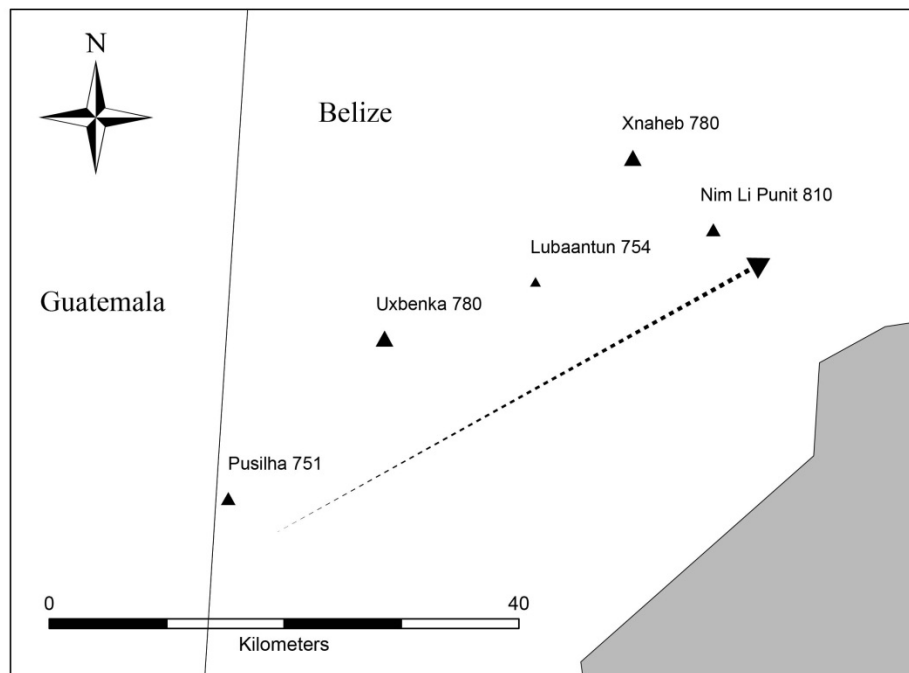 N
Belize
Xnaheb 780
Nim Li Punit 810
Lubaantun 754
Guatemala
Uxbenka 780
Pusilha 751
0
40
Kilometers